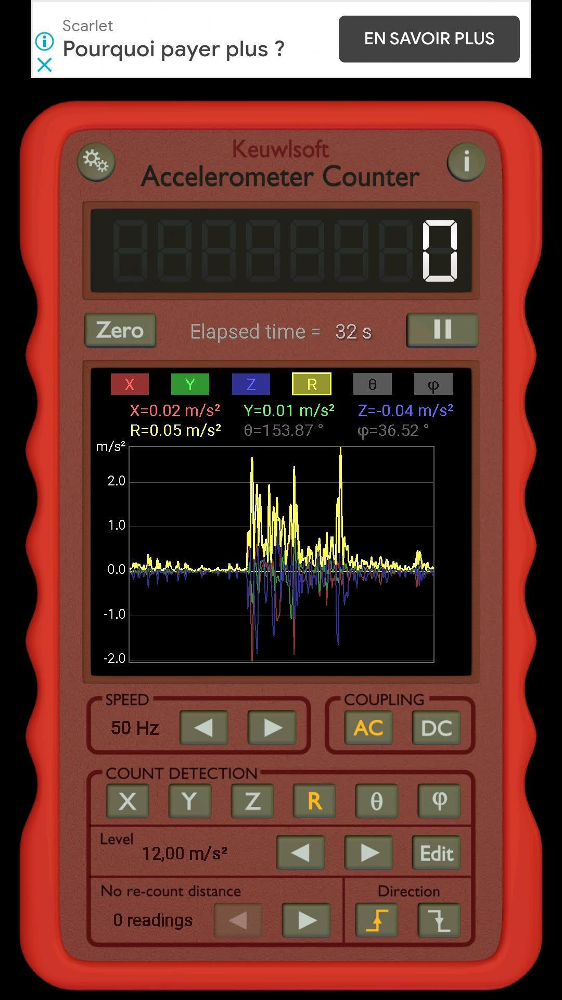 Scarlet
Pourquoi payer plus ?
EN SAVOIR PLUS
Keuwlsoft
Accelerometer Counter
0
Zero
Elapsed time = 32 s
X Y Z R θ φ
X=0.02 m/s² Y=0.01 m/s² Z=-0.04 m/s²
R=0.05 m/s² θ=153.87 ° φ=36.52 °
m/s²
2.0
1.0
0.0
-1.0
-2.0
SPEED
50 Hz
COUPLING
AC DC
COUNT DETECTION
X Y Z R θ φ
Level
12,00 m/s²
Edit
No re-count distance
0 readings
Direction